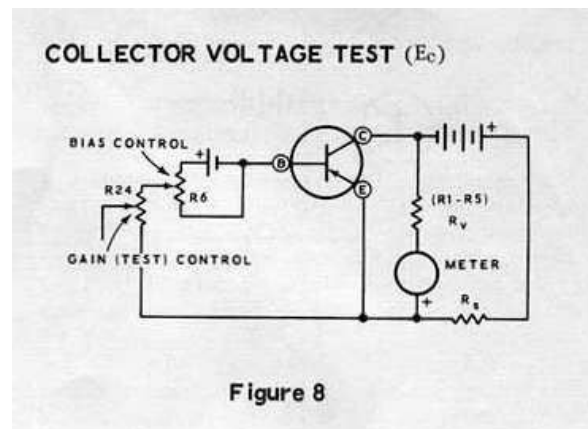 COLLECTOR VOLTAGE TEST (Ec)
BIAS CONTROL
+
B
C
+
R24
R6
E
(R1-R5)
Rv
GAIN (TEST) CONTROL
METER
+
Rs
Figure 8